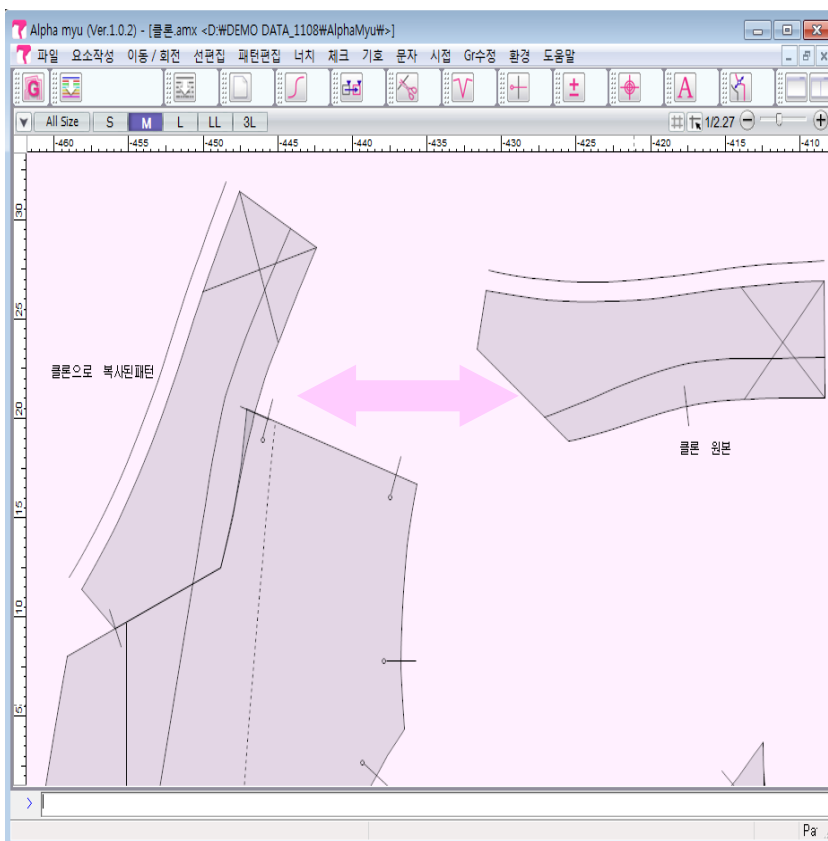 Alpha myu (Ver.1.0.2) - [클론.amx <D:₩DEMO DATA_1108₩AlphaMyu₩>]
파일 요소작성 이동 / 회전 선편집 패턴편집 너치 체크 기호 문자 시접 Gr수정 환경 도움말
G A
All Size S M L LL 3L 1/2.27
-460 -455 -450 -445 -440 -435 -430 -425 -420 -415 -410
30
25
클론으로 복사된패턴
20
클론 원본
15
10
5
>
Pa